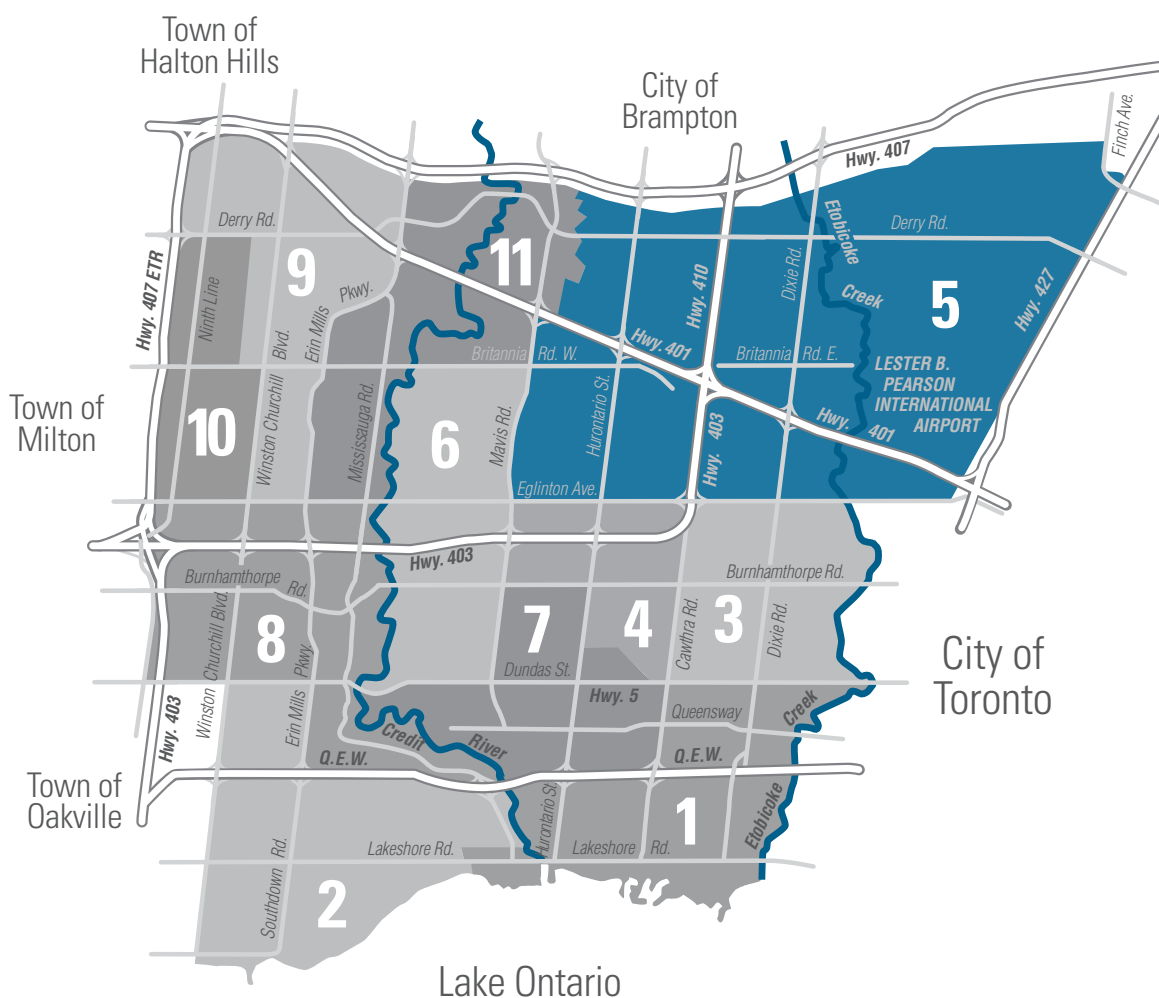 Town of
Halton Hills
City of
Brampton
Finch Ave.
Hwy. 407
Derry Rd.
Etobicoke
Creek
Derry Rd.
9
11
5
Hwy. 407 ETR
Ninth Line
Blvd.
Erin Mills
Pkwy.
Hwy. 410
Dixie Rd.
Hwy. 427
Hwy. 401
Britannia Rd. W.
Britannia Rd. E.
LESTER B.
PEARSON
INTERNATIONAL
AIRPORT
Town of
Milton
10
Winston Churchill
Mississauga Rd.
6
Mavis Rd.
Hurontario St.
Hwy. 403
Hwy. 401
Eglinton Ave.
Hwy. 403
Burnhamthorpe
Rd.
Burnhamthorpe Rd.
Winston Churchill Blvd.
8
7
4
Cawthra Rd.
3
Dixie Rd.
City of
Toronto
Erin Mills Pkwy.
Dundas St.
Hwy. 5
Queensway
Creek
Hwy. 403
Credit
River
Q.E.W.
Q.E.W.
Town of
Oakville
Hurontario St.
1
Etobicoke
Lakeshore Rd.
Lakeshore Rd.
Southdown Rd.
2
Lake Ontario